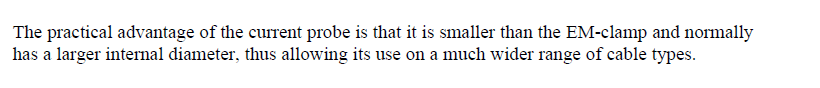 The practical advantage of the current probe is that it is smaller than the EM-clamp and normally
has a larger internal diameter, thus allowing its use on a much wider range of cable types.